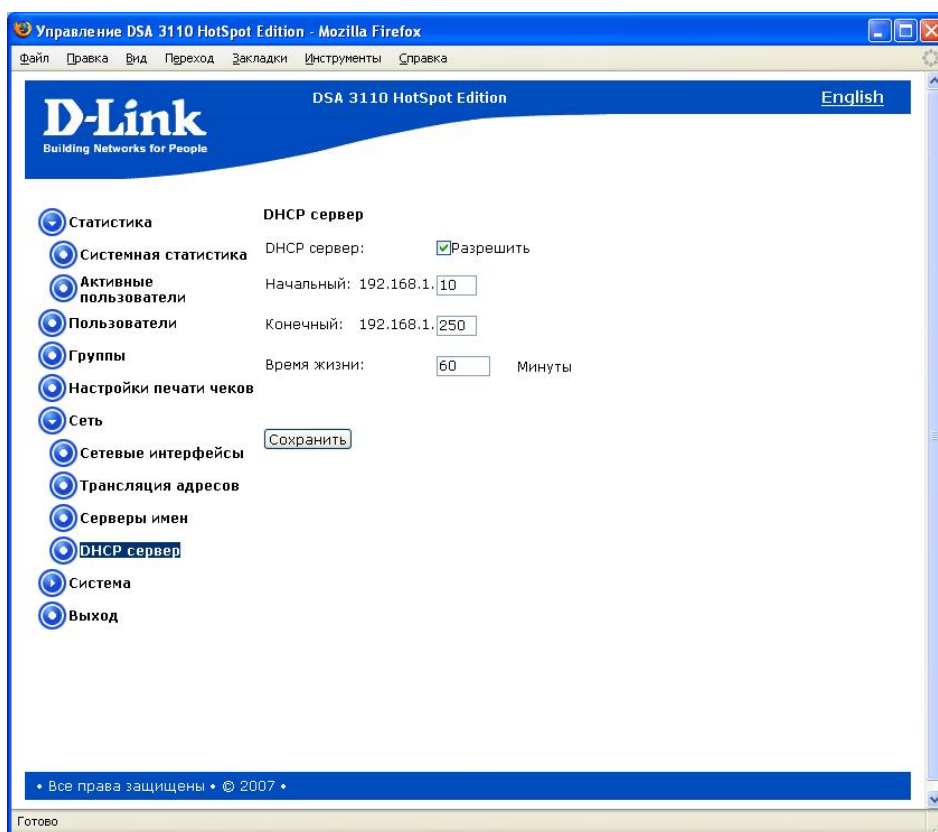 Управление DSA 3110 HotSpot Edition - Mozilla Firefox
Файл Правка Вид Переход Закладки Инструменты Справка
DSA 3110 HotSpot Edition
English
D-Link
Building Networks for People
Статистика
Системная статистика
Активные
пользователи
Пользователи
Группы
Настройки печати чеков
Сеть
Сетевые интерфейсы
Трансляция адресов
Серверы имен
DHCP сервер
Система
Выход
DHCP сервер
DHCP сервер: Разрешить
Начальный: 192.168.1. 10
Конечный: 192.168.1. 250
Время жизни: 60 Минуты
Сохранить
• Все права защищены • © 2007 •
Готово